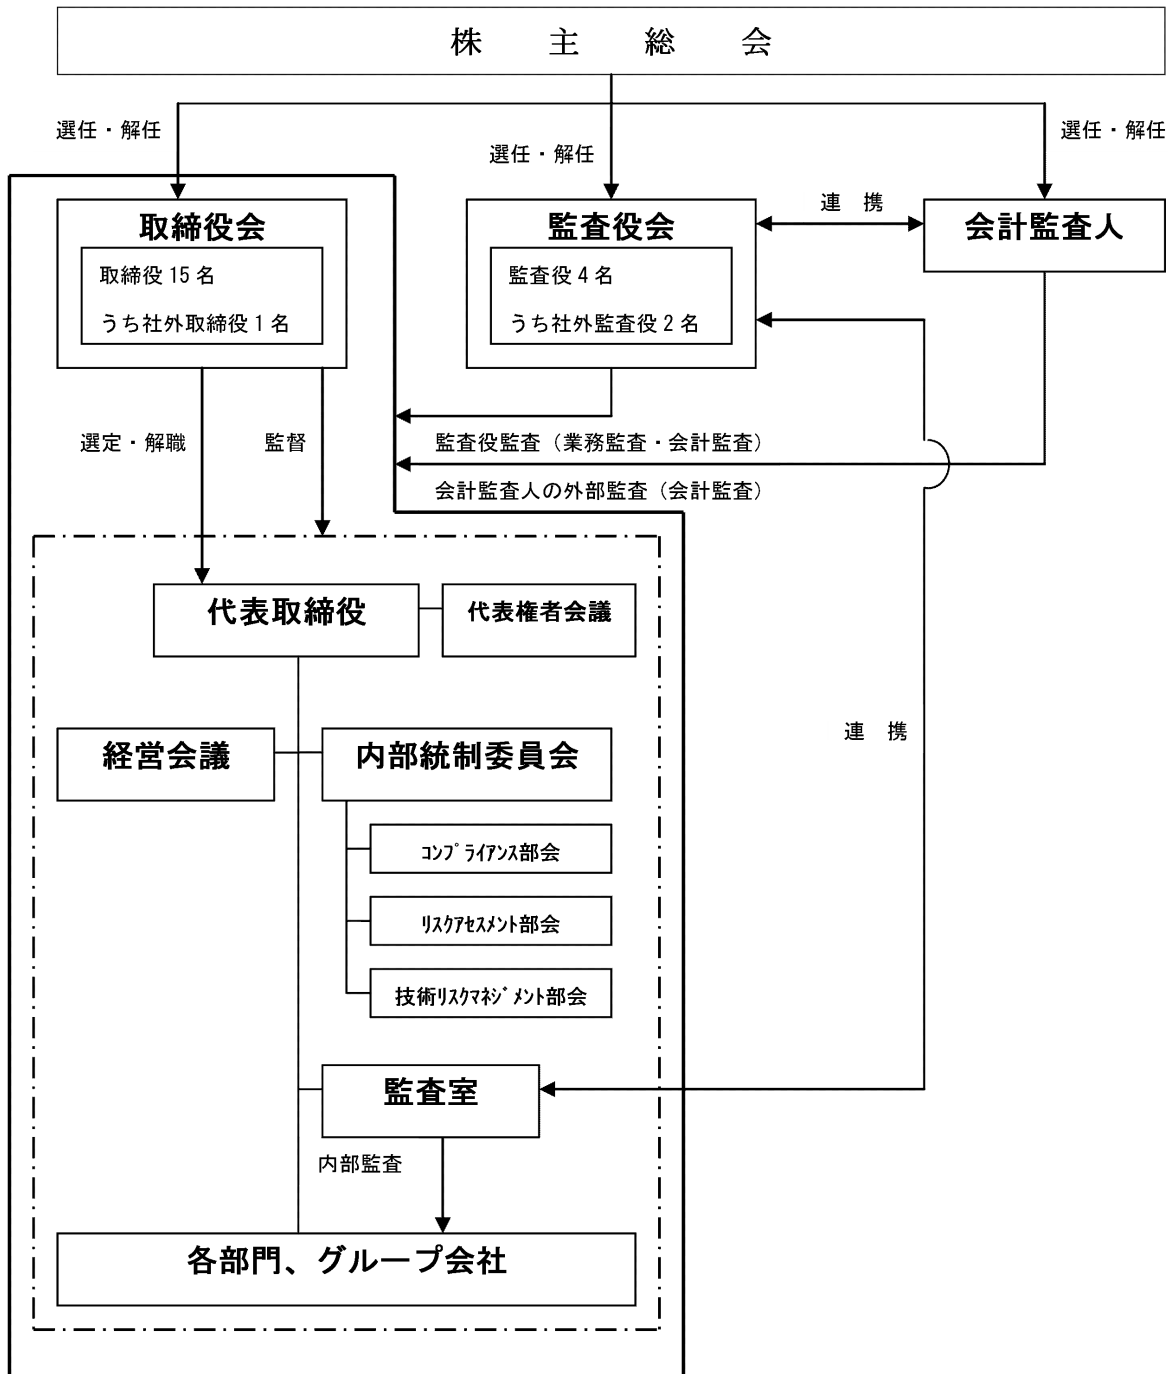 株 主 総 会
選任・解任
選任・解任
選任・解任
取締役会
取締役 15 名
うち社外取締役 1 名
監査役会
監査役 4 名
うち社外監査役 2 名
連 携
会計監査人
選定・解職
監督
監査役監査（業務監査・会計監査）
会計監査人の外部監査（会計監査）
代表取締役
代表権者会議
連 携
経営会議
内部統制委員会
ｺﾝﾌﾟﾗｲｱﾝｽ部会
ﾘｽｸｱｾｽﾒﾝﾄ部会
技術ﾘｽｸﾏﾈｼﾞﾒﾝﾄ部会
監査室
内部監査
各部門、グループ会社